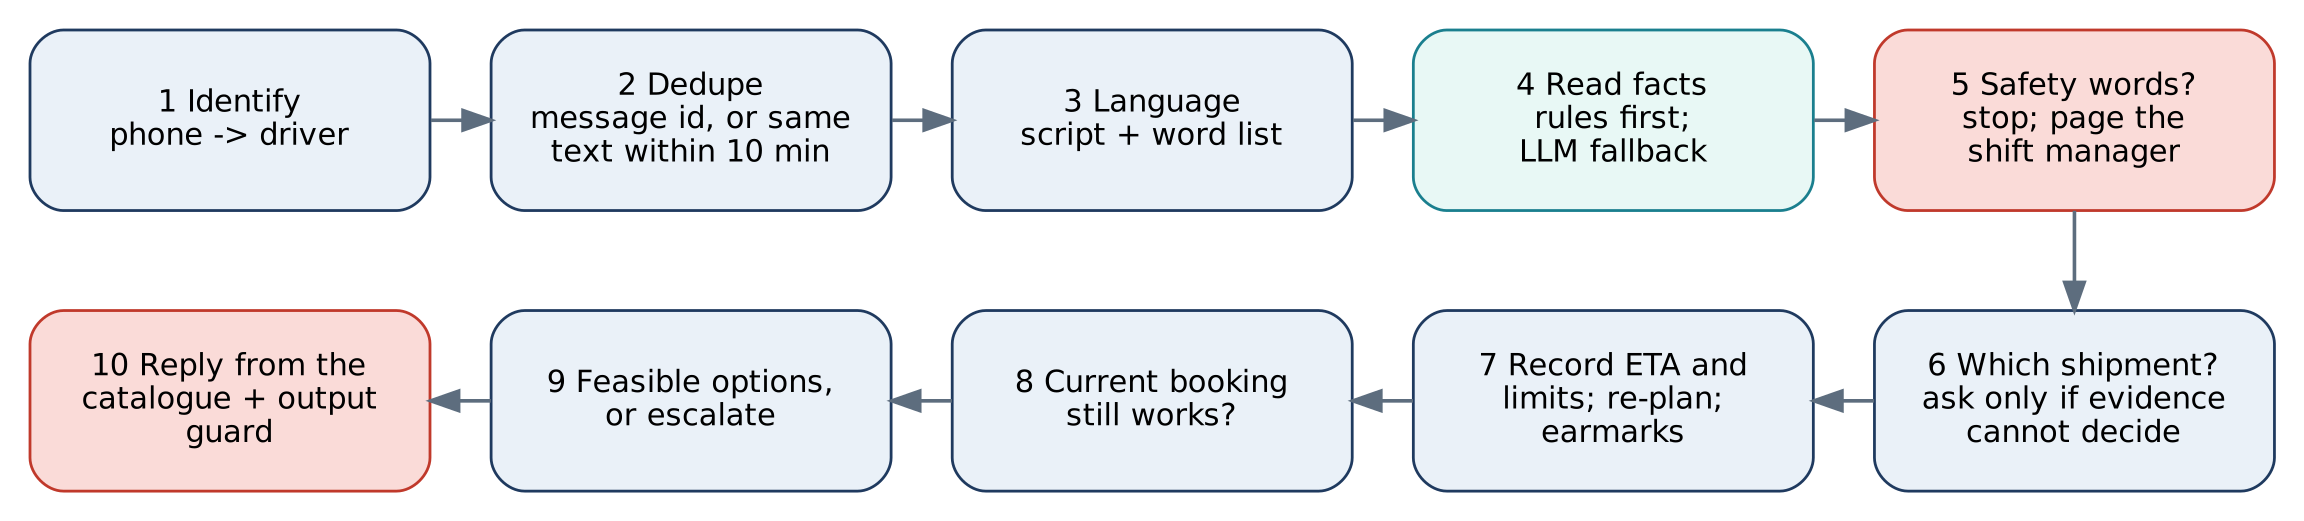 1 Identify
phone -> driver
2 Dedupe
message id, or same
text within 10 min
3 Language
script + word list
4 Read facts
rules first;
LLM fallback
5 Safety words?
stop; page the
shift manager
6 Which shipment?
ask only if evidence
cannot decide
7 Record ETA and
limits; re-plan;
earmarks
8 Current booking
still works?
9 Feasible options,
or escalate
10 Reply from the
catalogue + output
guard